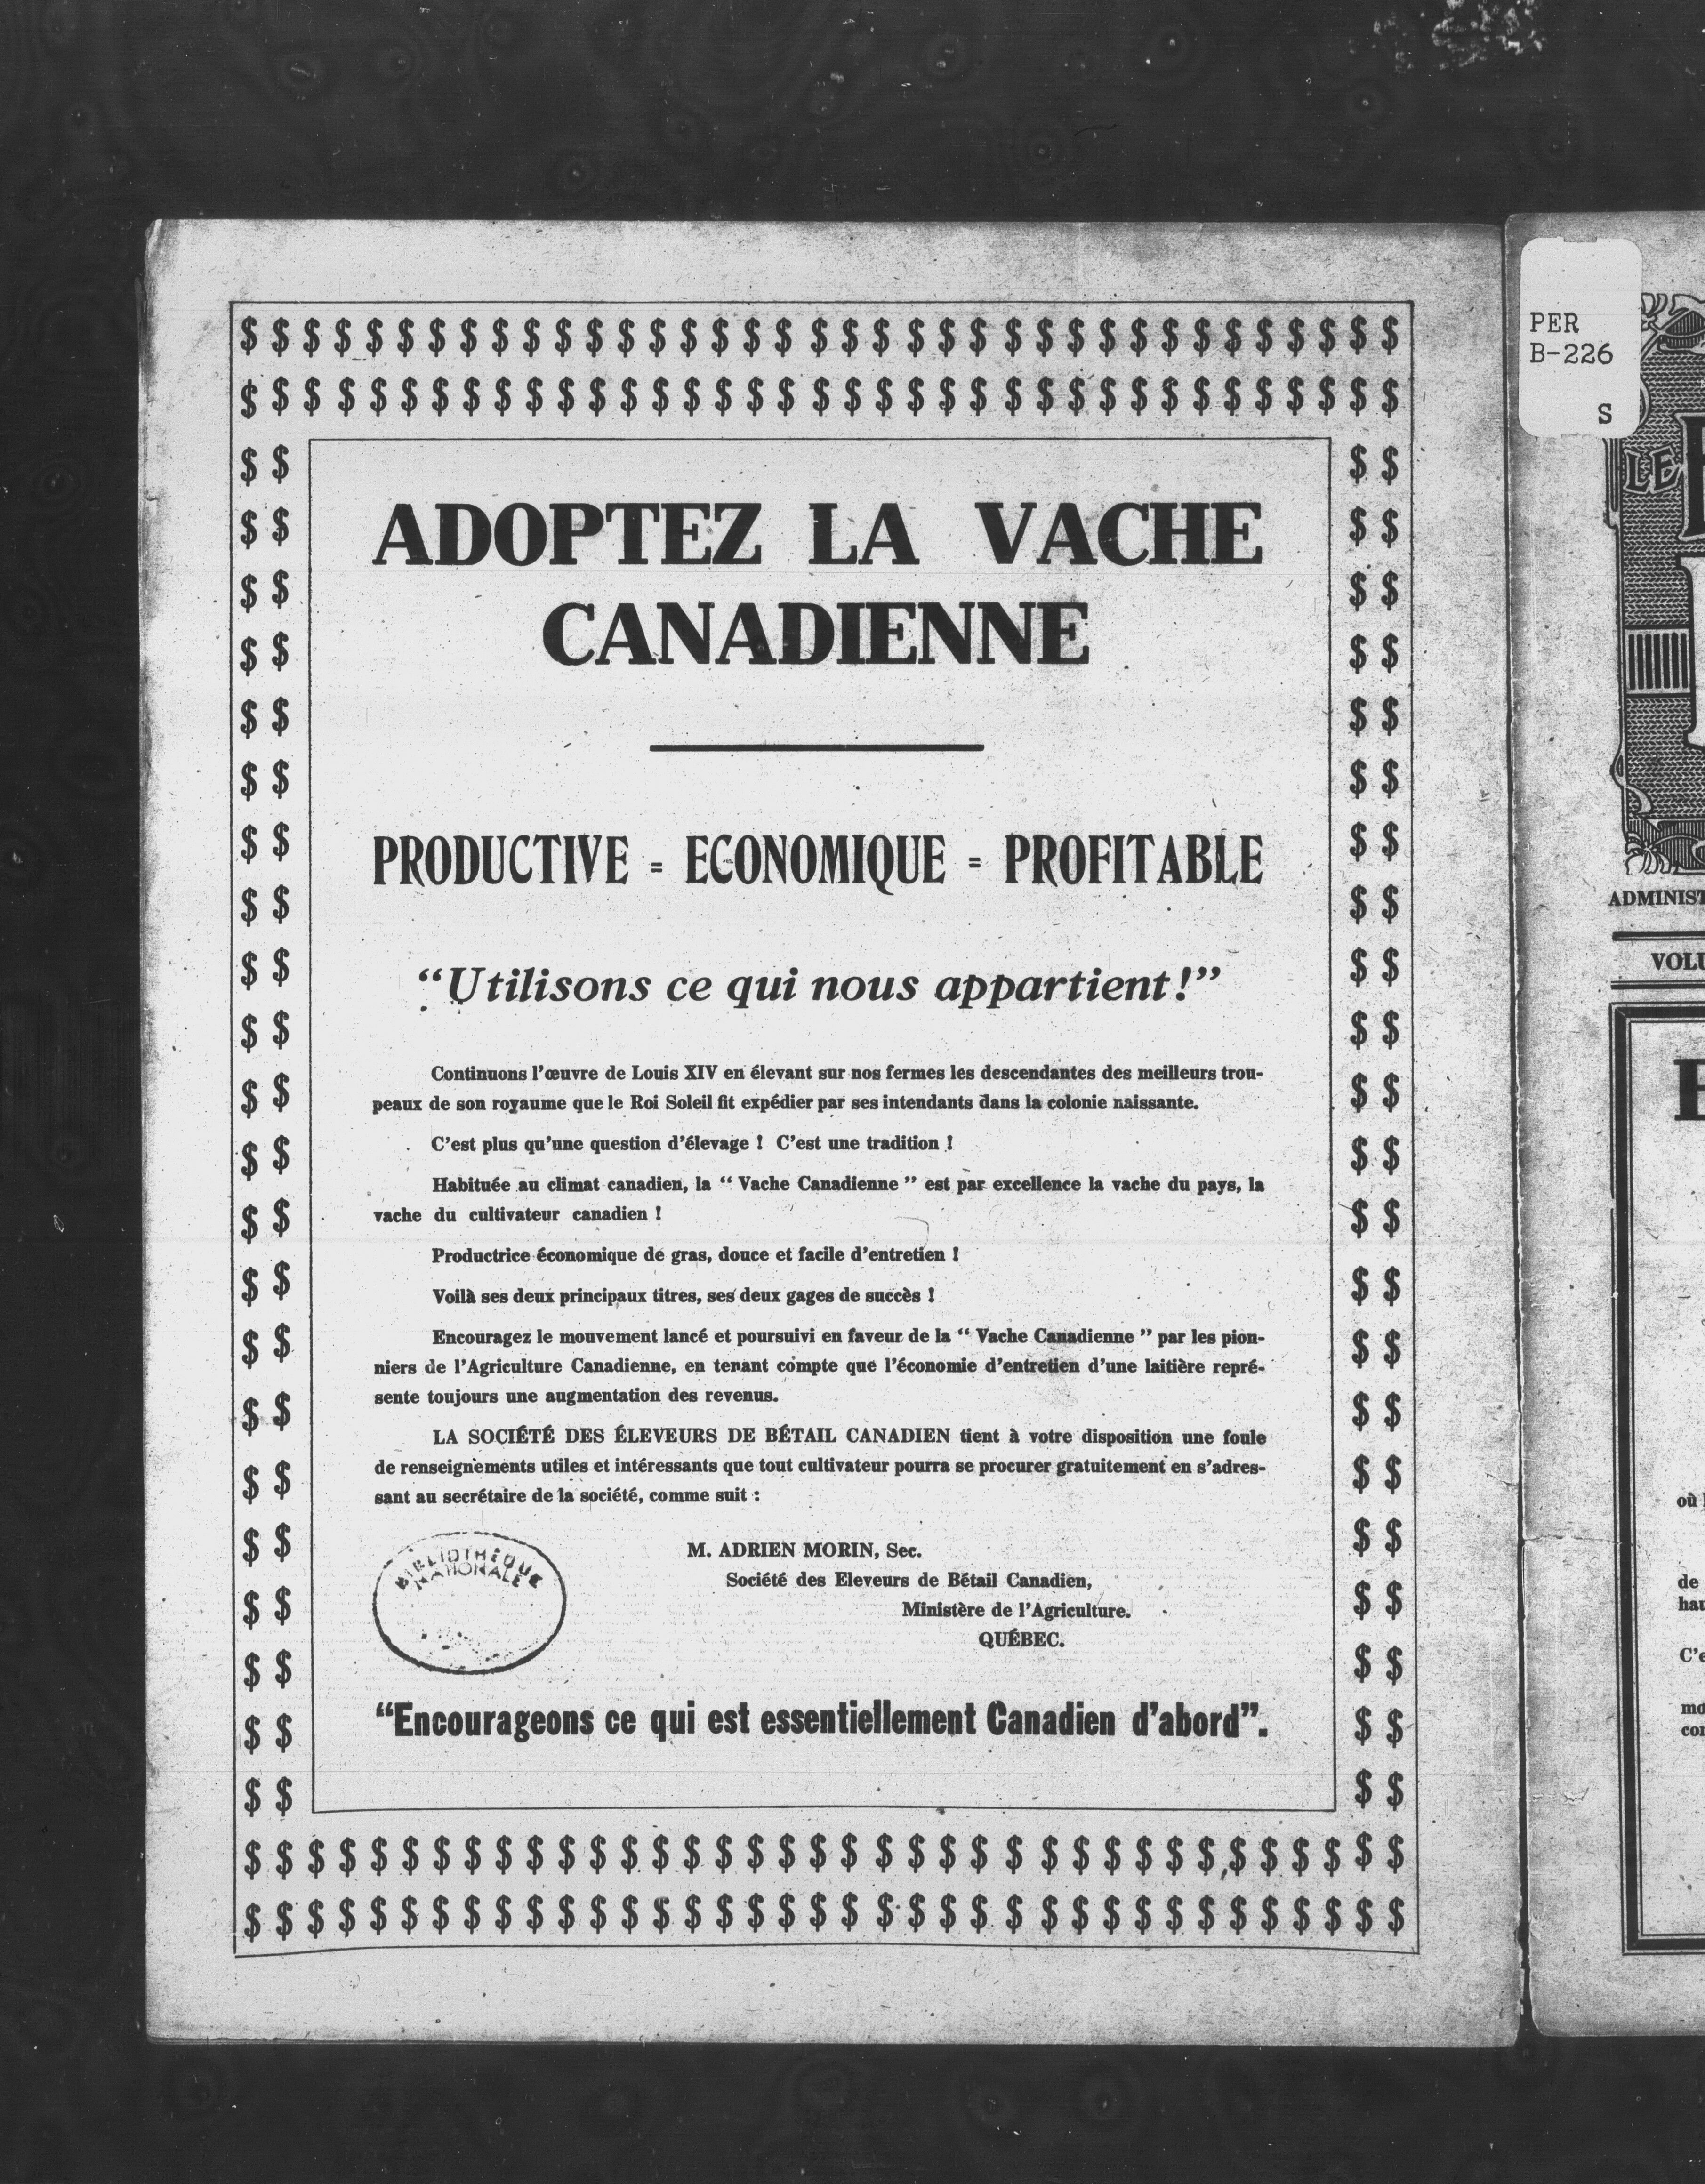 $ $ $ $ $ $ $ $ $ $ $ $ $ $ $ $ $ $ $ $ $ $ $ $ $ $ $ $ $ $ $ $ $ $ $ $ $
$ $ $ $ $ $ $ $ $ $ $ $ $ $ $ $ $ $ $ $ $ $ $ $ $ $ $ $ $ $ $ $ $ $ $ $ $
ADOPTEZ LA VACHE
CANADIENNE
PRODUCTIVE = ECONOMIQUE = PROFITABLE
“Utilisons ce qui nous appartient!”
Continuons l’œuvre de Louis XIV en élevant sur nos fermes les descendantes des meilleurs trou-
peaux de son royaume que le Roi Soleil fit expédier par ses intendants dans la colonie naissante.
C’est plus qu’une question d’élevage ! C’est une tradition !
Habituée au climat canadien, la “ Vache Canadienne ” est par excellence la vache du pays, la
vache du cultivateur canadien !
Productrice économique de gras, douce et facile d’entretien !
Voilà ses deux principaux titres, ses deux gages de succès !
Encouragez le mouvement lancé et poursuivi en faveur de la “ Vache Canadienne ” par les pion-
niers de l’Agriculture Canadienne, en tenant compte que l’économie d’entretien d’une laitière repré-
sente toujours une augmentation des revenus.
LA SOCIÉTÉ DES ÉLEVEURS DE BÉTAIL CANADIEN tient à votre disposition une foule
de renseignements utiles et intéressants que tout cultivateur pourra se procurer gratuitement en s’adres-
sant au secrétaire de la société, comme suit :
M. ADRIEN MORIN, Sec.
Société des Eleveurs de Bétail Canadien,
Ministère de l’Agriculture.
QUÉBEC.
BIBLIOTHÈQUE
NATIONALE
“Encourageons ce qui est essentiellement Canadien d’abord”.
$ $ $ $ $ $ $ $ $ $ $ $ $ $ $ $ $ $ $ $ $ $ $ $ $ $ $ $ $ $ $ $ $ $ $ $ $
$ $ $ $ $ $ $ $ $ $ $ $ $ $ $ $ $ $ $ $ $ $ $ $ $ $ $ $ $ $ $ $ $ $ $ $ $
PER
B-226
S
LE
ADMINIST
VOLU
où
de
hau
C’e
mo
con